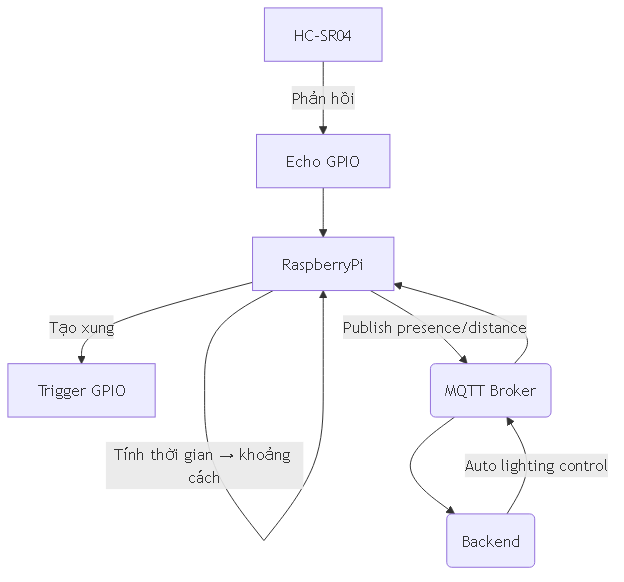 HC-SR04
Phản hồi
Echo GPIO
RaspberryPi
Tạo xung
Publish presence/distance
Trigger GPIO
MQTT Broker
Tính thời gian → khoảng
cách
Auto lighting control
Backend